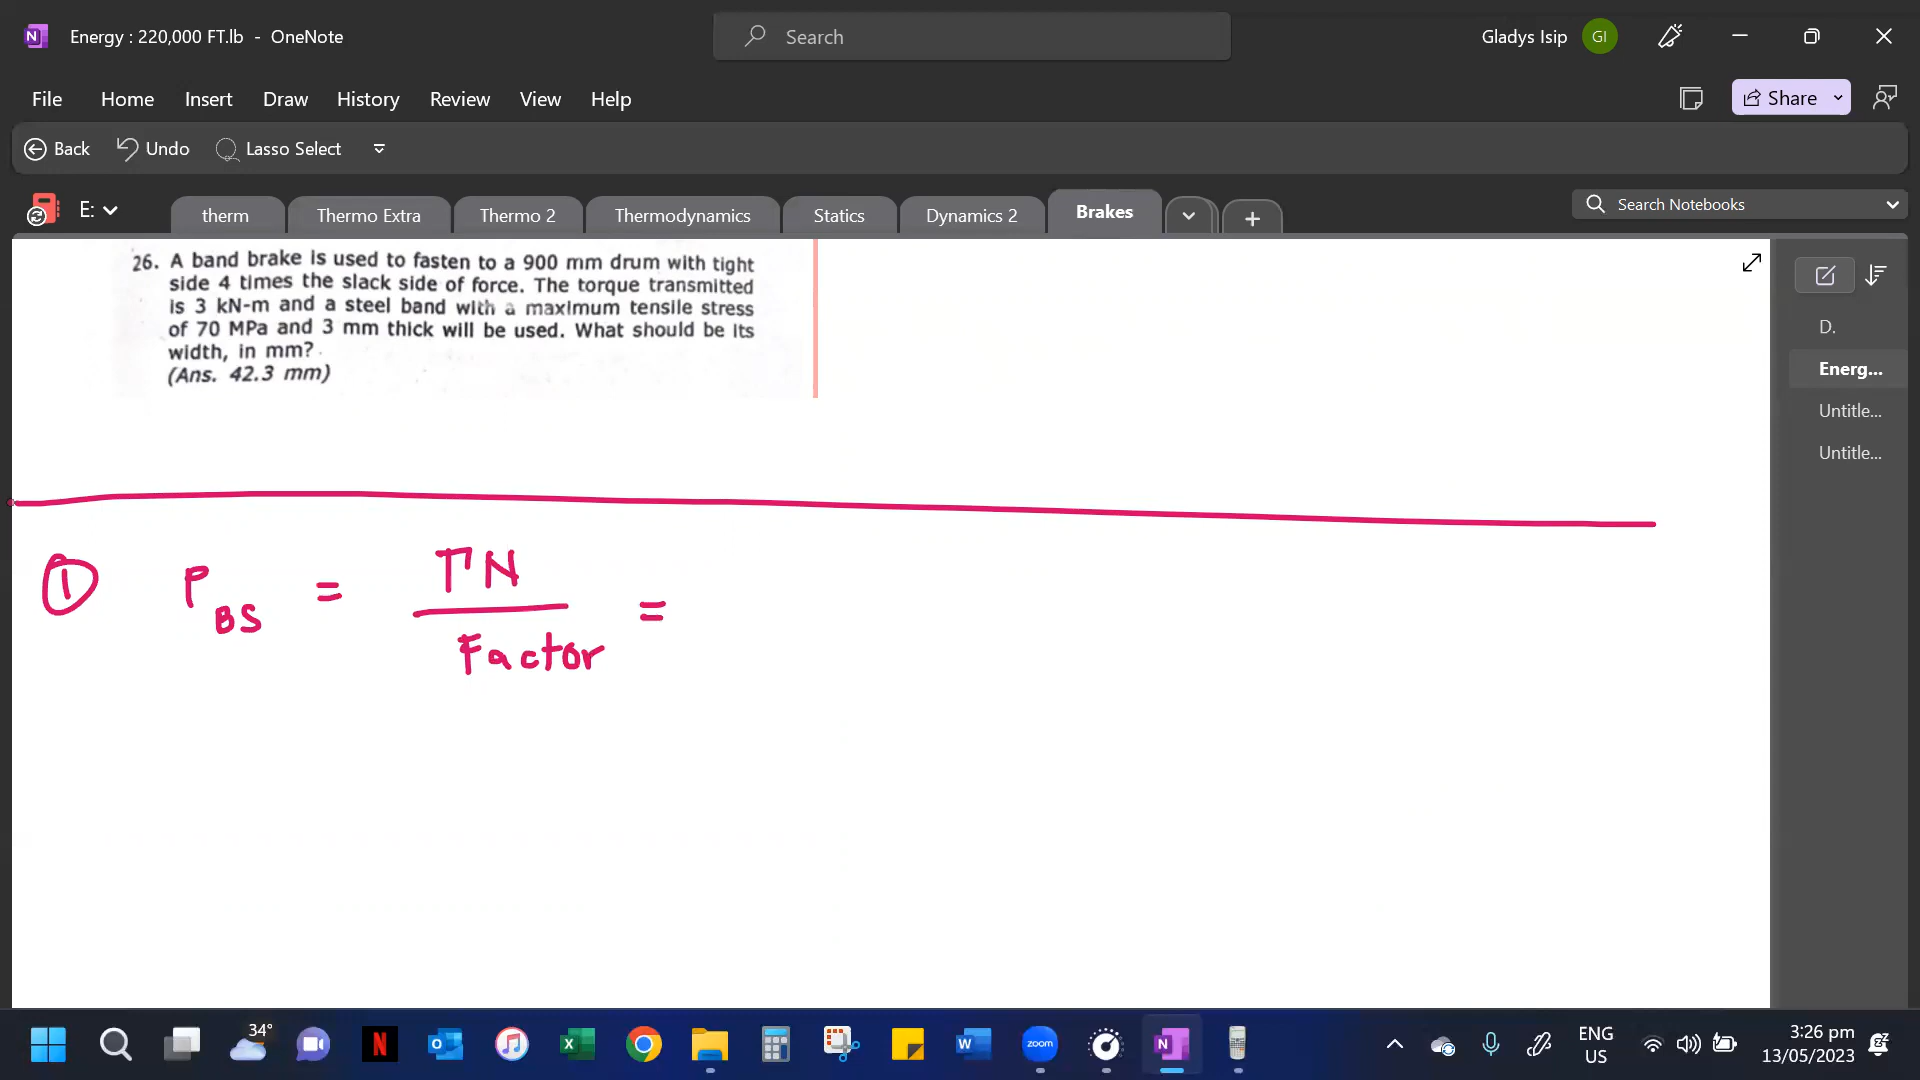 Energy : 220,000 FT.lb - OneNote
Search
Gladys Isip
GI
File Home Insert Draw History Review View Help
Share
Back Undo Lasso Select
E:
therm Thermo Extra Thermo 2 Thermodynamics Statics Dynamics 2 Brakes
Search Notebooks
26. A band brake is used to fasten to a 900 mm drum with tight
side 4 times the slack side of force. The torque transmitted
is 3 kN-m and a steel band with a maximum tensile stress
of 70 MPa and 3 mm thick will be used. What should be its
width, in mm?
(Ans. 42.3 mm)
D.
Energ...
Untitle...
Untitle...
① P BS = TN
Factor =
34°
zoom
ENG
US
3:26 pm
13/05/2023